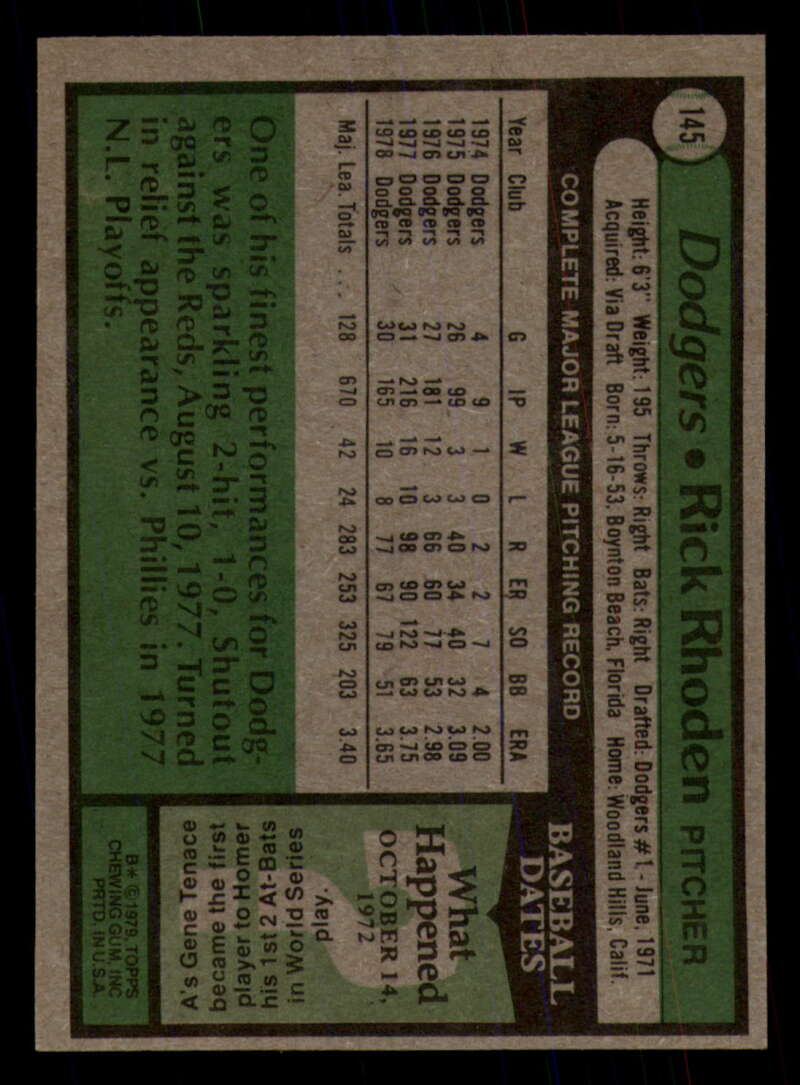 145
Dodgers • Rick Rhoden PITCHER
Height: 6'3" Weight: 195 Throws: Right Bats: Right Drafted: Dodgers #1 - June, 1971
Acquired: Via Draft Born: 5-16-53, Boynton Beach, Florida Home: Woodland Hills, Calif.
COMPLETE MAJOR LEAGUE PITCHING RECORD
Year Club G IP W L R ER SO BB ERA
1974 Dodgers 4 9 1 0 2 2 7 4 2.00
1975 Dodgers 26 99 3 3 40 34 40 32 3.09
1976 Dodgers 27 181 12 3 66 60 77 53 2.98
1977 Dodgers 31 216 16 10 98 90 122 63 3.75
1978 Dodgers 30 165 10 8 77 67 79 51 3.65
Maj. Lea. Totals . . . 128 670 42 24 283 253 325 203 3.40
One of his finest performances for Dodg-
ers was sparkling 2-hit, 1-0, Shutout
against the Reds, August 10, 1977. Turned
in relief appearance vs. Phillies in 1977
N.L. Playoffs.
BASEBALL
DATES
What
Happened
OCTOBER 14,
1972
A's Gene Tenace
became the first
player to Homer
his 1st 2 At-Bats
in World Series
play.
B* © 1979, TOPPS
CHEWING GUM, INC
PRTD. IN U.S.A.